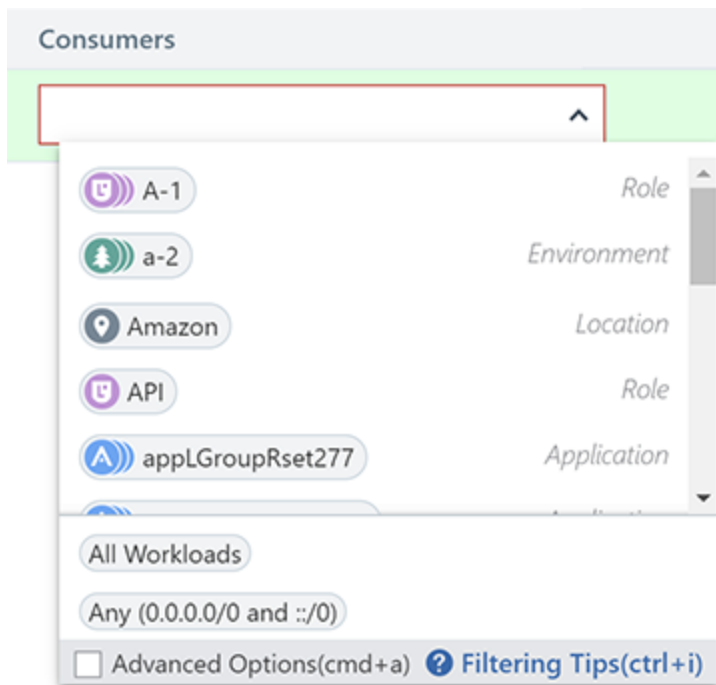 Consumers
A-1 Role
a-2 Environment
Amazon Location
API Role
appLGroupRset277 Application
All Workloads
Any (0.0.0.0/0 and ::/0)
Advanced Options(cmd+a) ? Filtering Tips(ctrl+i)